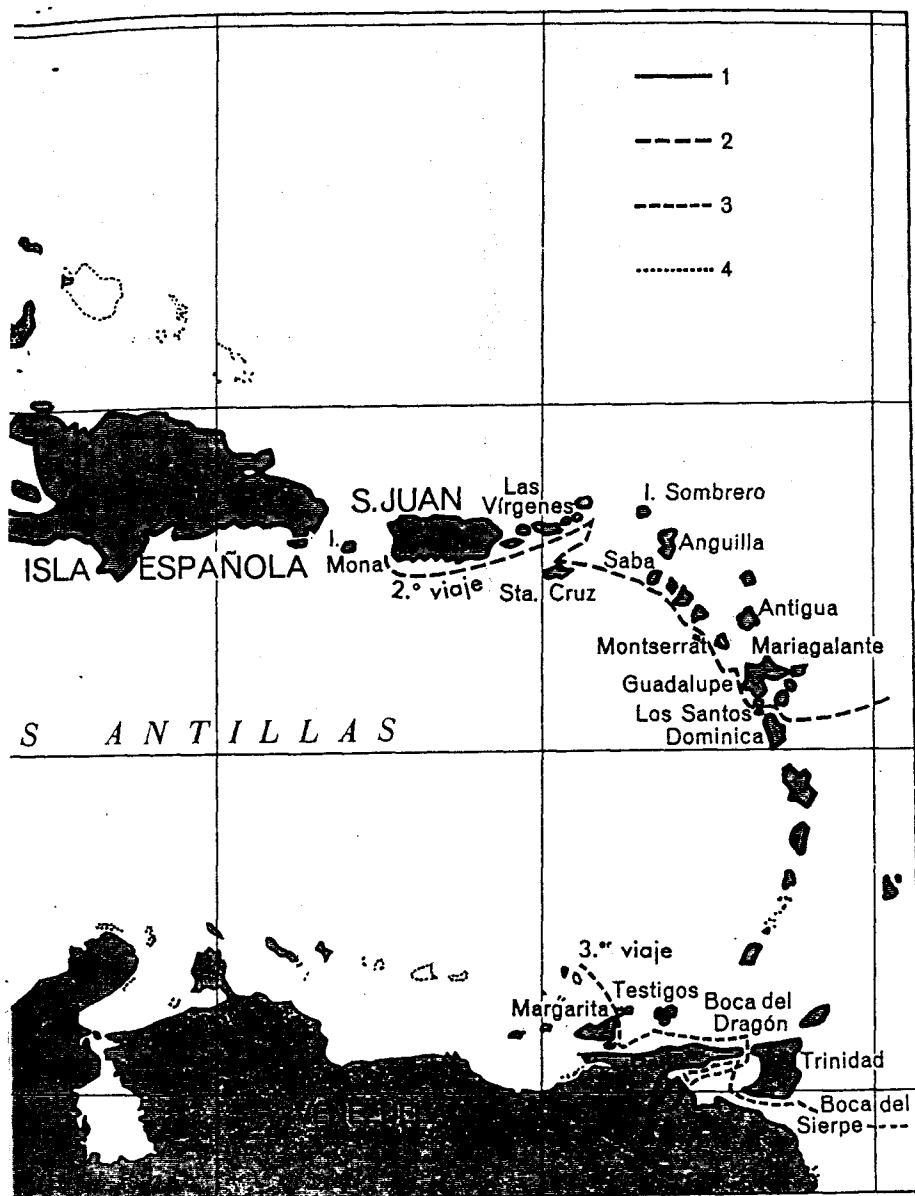 1
2
3
4
S. JUAN
Las
Vírgenes
I. Sombrero
I.
Mona
Anguilla
ISLA ESPAÑOLA
Saba
2.º viaje
Sta. Cruz
Antigua
Montserrat
Mariagalante
Guadalupe
Los Santos
Dominica
S ANTILLAS
3.er viaje
Testigos
Margarita
Boca del
Dragón
Trinidad
Boca del
Sierpe